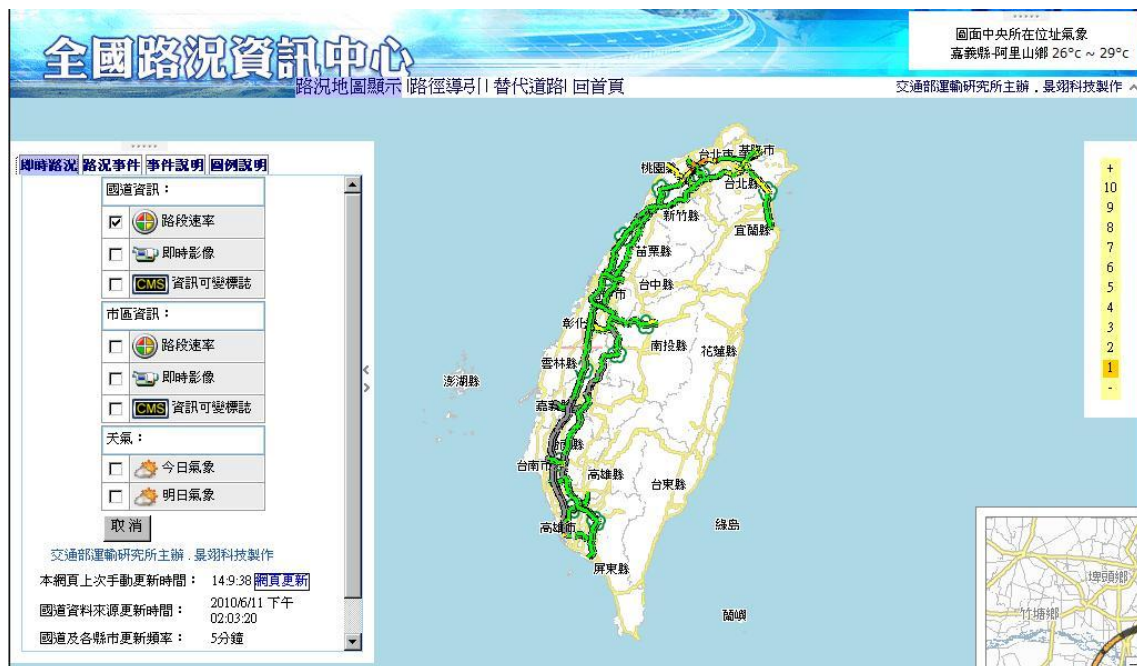 全國路況資訊中心
圖面中央所在位址氣象
嘉義縣-阿里山鄉 26°c ~ 29°c
路況地圖顯示 |路徑導引| 替代道路| 回首頁
交通部運輸研究所主辦 . 景翊科技製作
即時路況 路況事件 事件說明 圖例說明
國道資訊：
路段速率
即時影像
CMS 資訊可變標誌
市區資訊：
路段速率
即時影像
CMS 資訊可變標誌
天氣：
今日氣象
明日氣象
取消
交通部運輸研究所主辦 . 景翊科技製作
本網頁上次手動更新時間： 14:9:38 網頁更新
國道資料來源更新時間： 2010/6/11 下午 02:03:20
國道及各縣市更新頻率： 5分鐘
台北市 基隆市
桃園
台北縣
新竹縣
宜蘭縣
苗栗縣
台中縣
市
彰化
南投縣
花蓮縣
雲林縣
澎湖縣
嘉義縣
台南市
高雄縣
台東縣
高雄市
綠島
屏東縣
蘭嶼
+
10
9
8
7
6
5
4
3
2
1
-
埤頭鄉
竹塘鄉